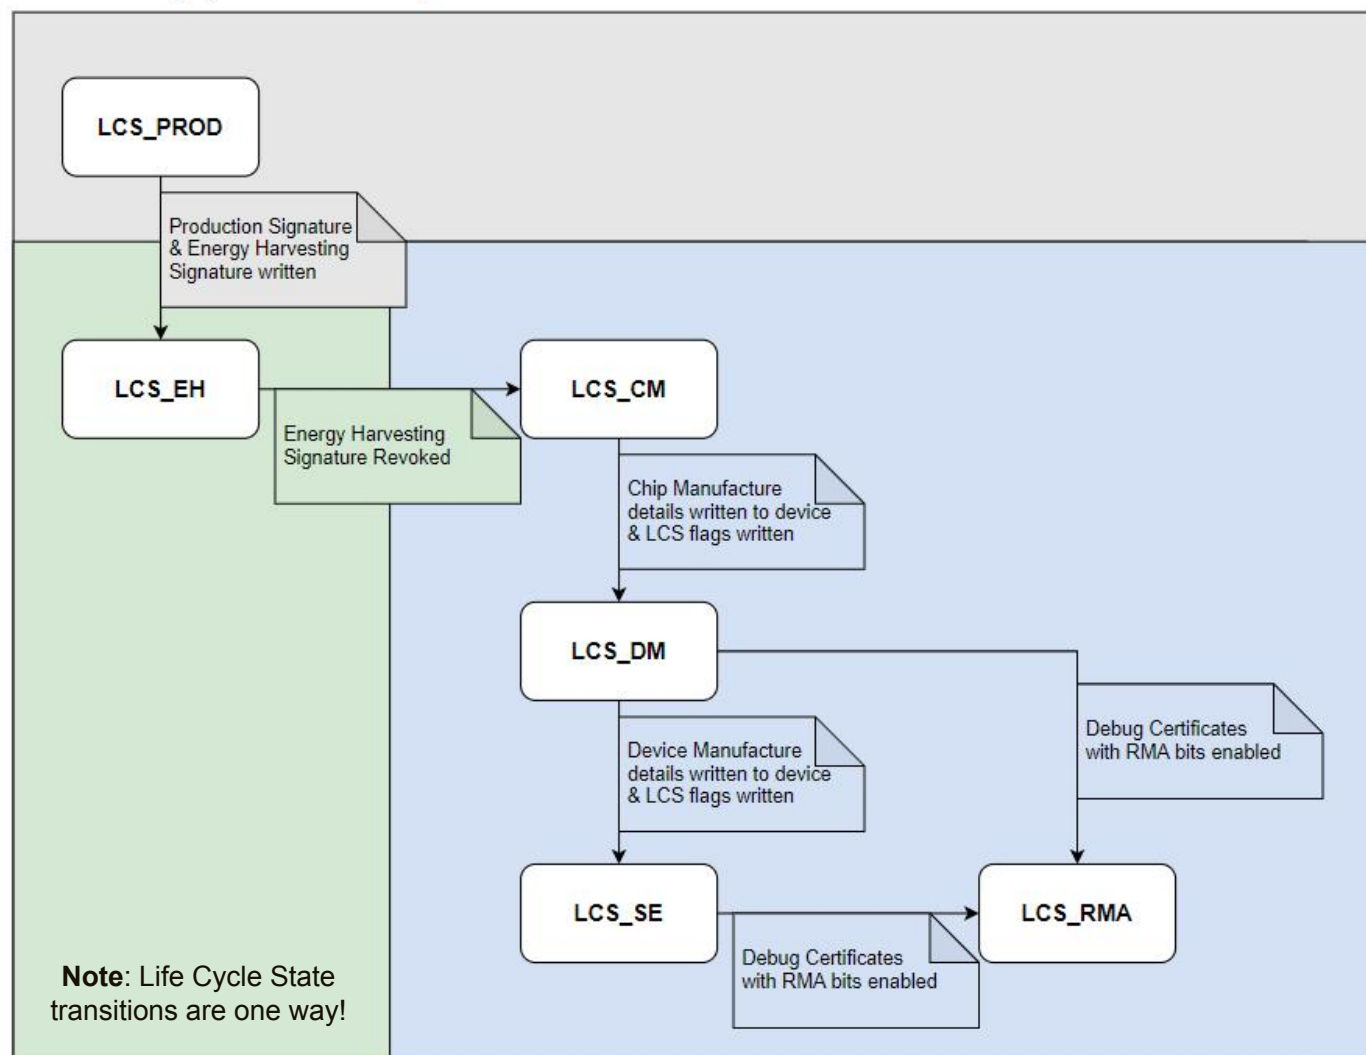 LCS_PROD
Production Signature
& Energy Harvesting
Signature written
LCS_EH
LCS_CM
Energy Harvesting
Signature Revoked
Chip Manufacture
details written to device
& LCS flags written
LCS_DM
Debug Certificates
with RMA bits enabled
Device Manufacture
details written to device
& LCS flags written
LCS_SE
LCS_RMA
Debug Certificates
with RMA bits enabled
Note: Life Cycle State
transitions are one way!